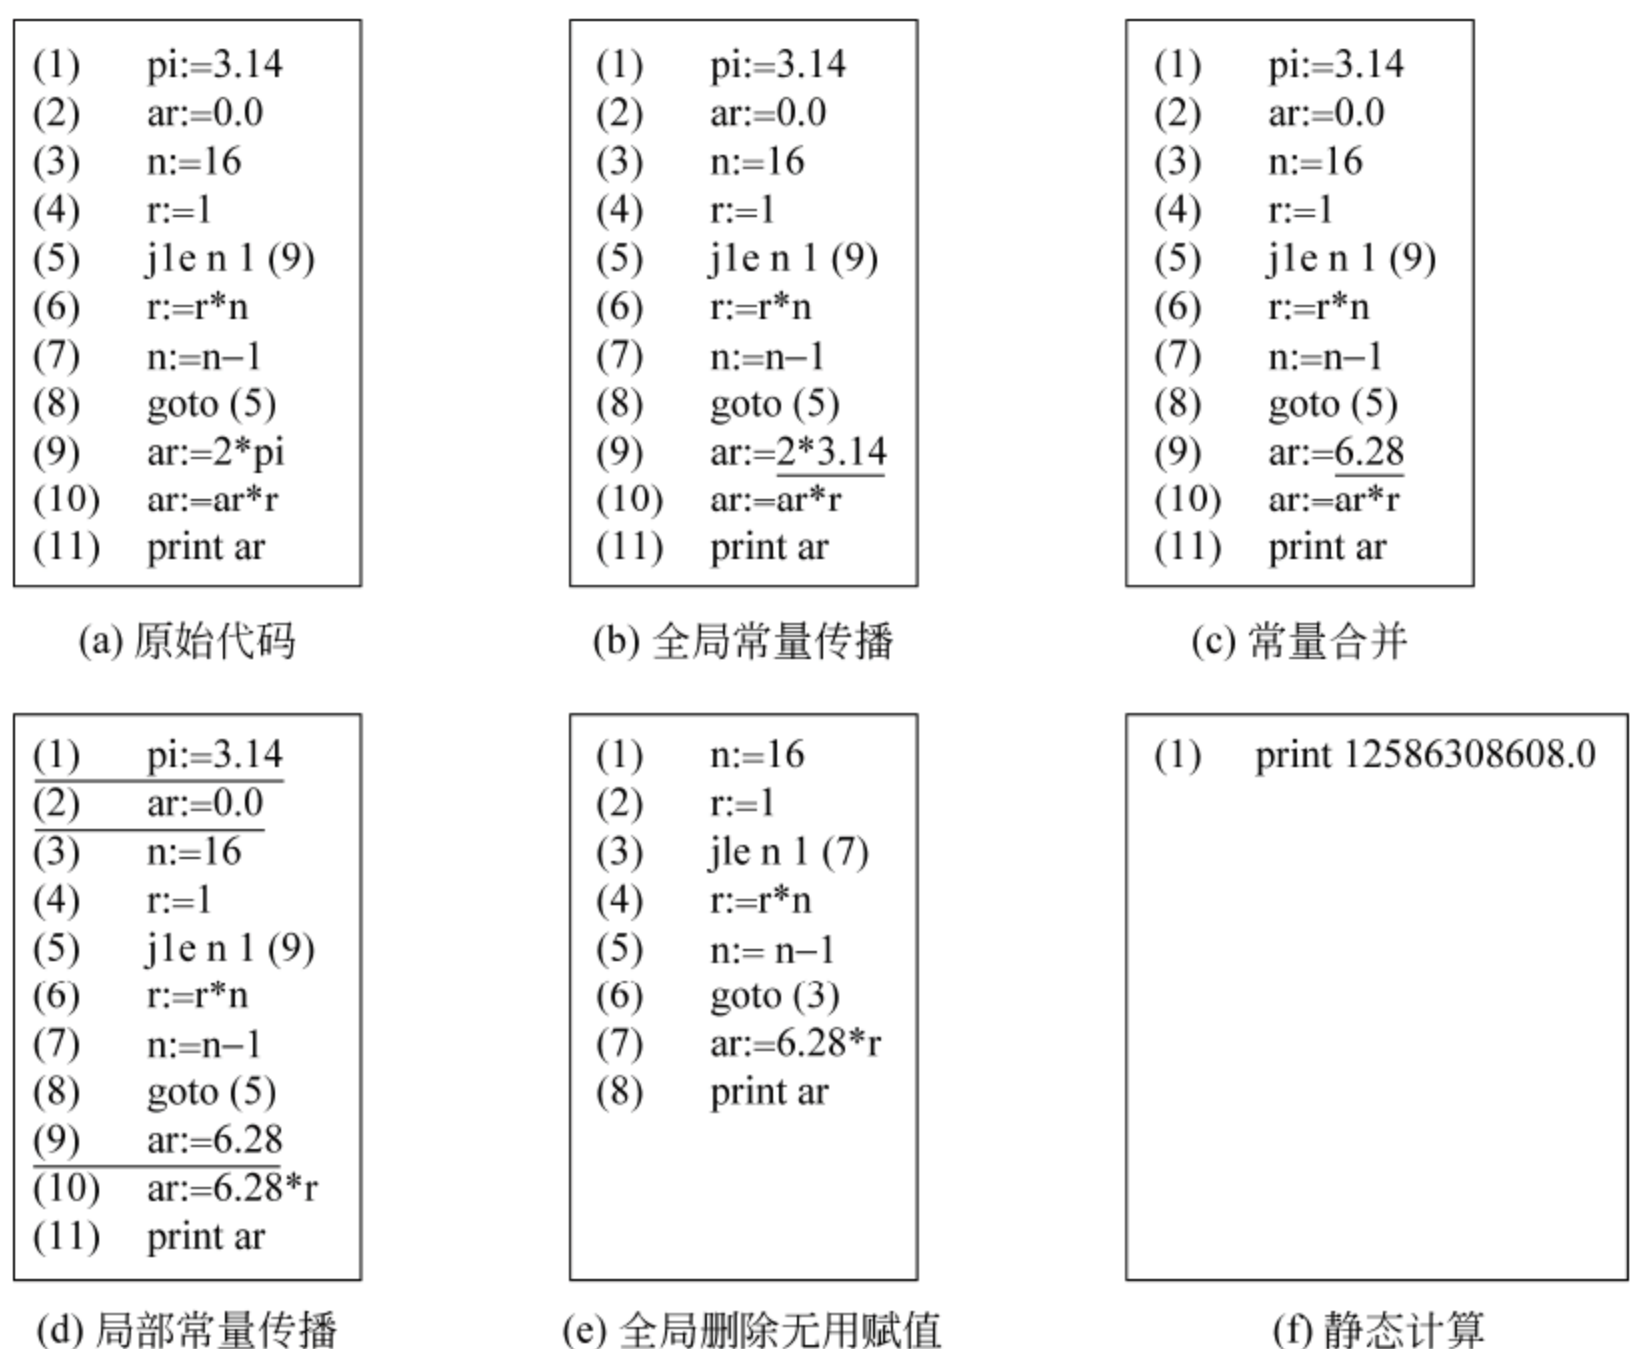 (1) pi:=3.14
(2) ar:=0.0
(3) n:=16
(4) r:=1
(5) jle n 1 (9)
(6) r:=r*n
(7) n:=n−1
(8) goto (5)
(9) ar:=2*pi
(10) ar:=ar*r
(11) print ar
(a) 原始代码
(1) pi:=3.14
(2) ar:=0.0
(3) n:=16
(4) r:=1
(5) jle n 1 (9)
(6) r:=r*n
(7) n:=n−1
(8) goto (5)
(9) ar:=2*3.14
(10) ar:=ar*r
(11) print ar
(b) 全局常量传播
(1) pi:=3.14
(2) ar:=0.0
(3) n:=16
(4) r:=1
(5) jle n 1 (9)
(6) r:=r*n
(7) n:=n−1
(8) goto (5)
(9) ar:=6.28
(10) ar:=ar*r
(11) print ar
(c) 常量合并
(1) pi:=3.14
(2) ar:=0.0
(3) n:=16
(4) r:=1
(5) jle n 1 (9)
(6) r:=r*n
(7) n:=n−1
(8) goto (5)
(9) ar:=6.28
(10) ar:=6.28*r
(11) print ar
(d) 局部常量传播
(1) n:=16
(2) r:=1
(3) jle n 1 (7)
(4) r:=r*n
(5) n:= n−1
(6) goto (3)
(7) ar:=6.28*r
(8) print ar
(e) 全局删除无用赋值
(1) print 12586308608.0
(f) 静态计算